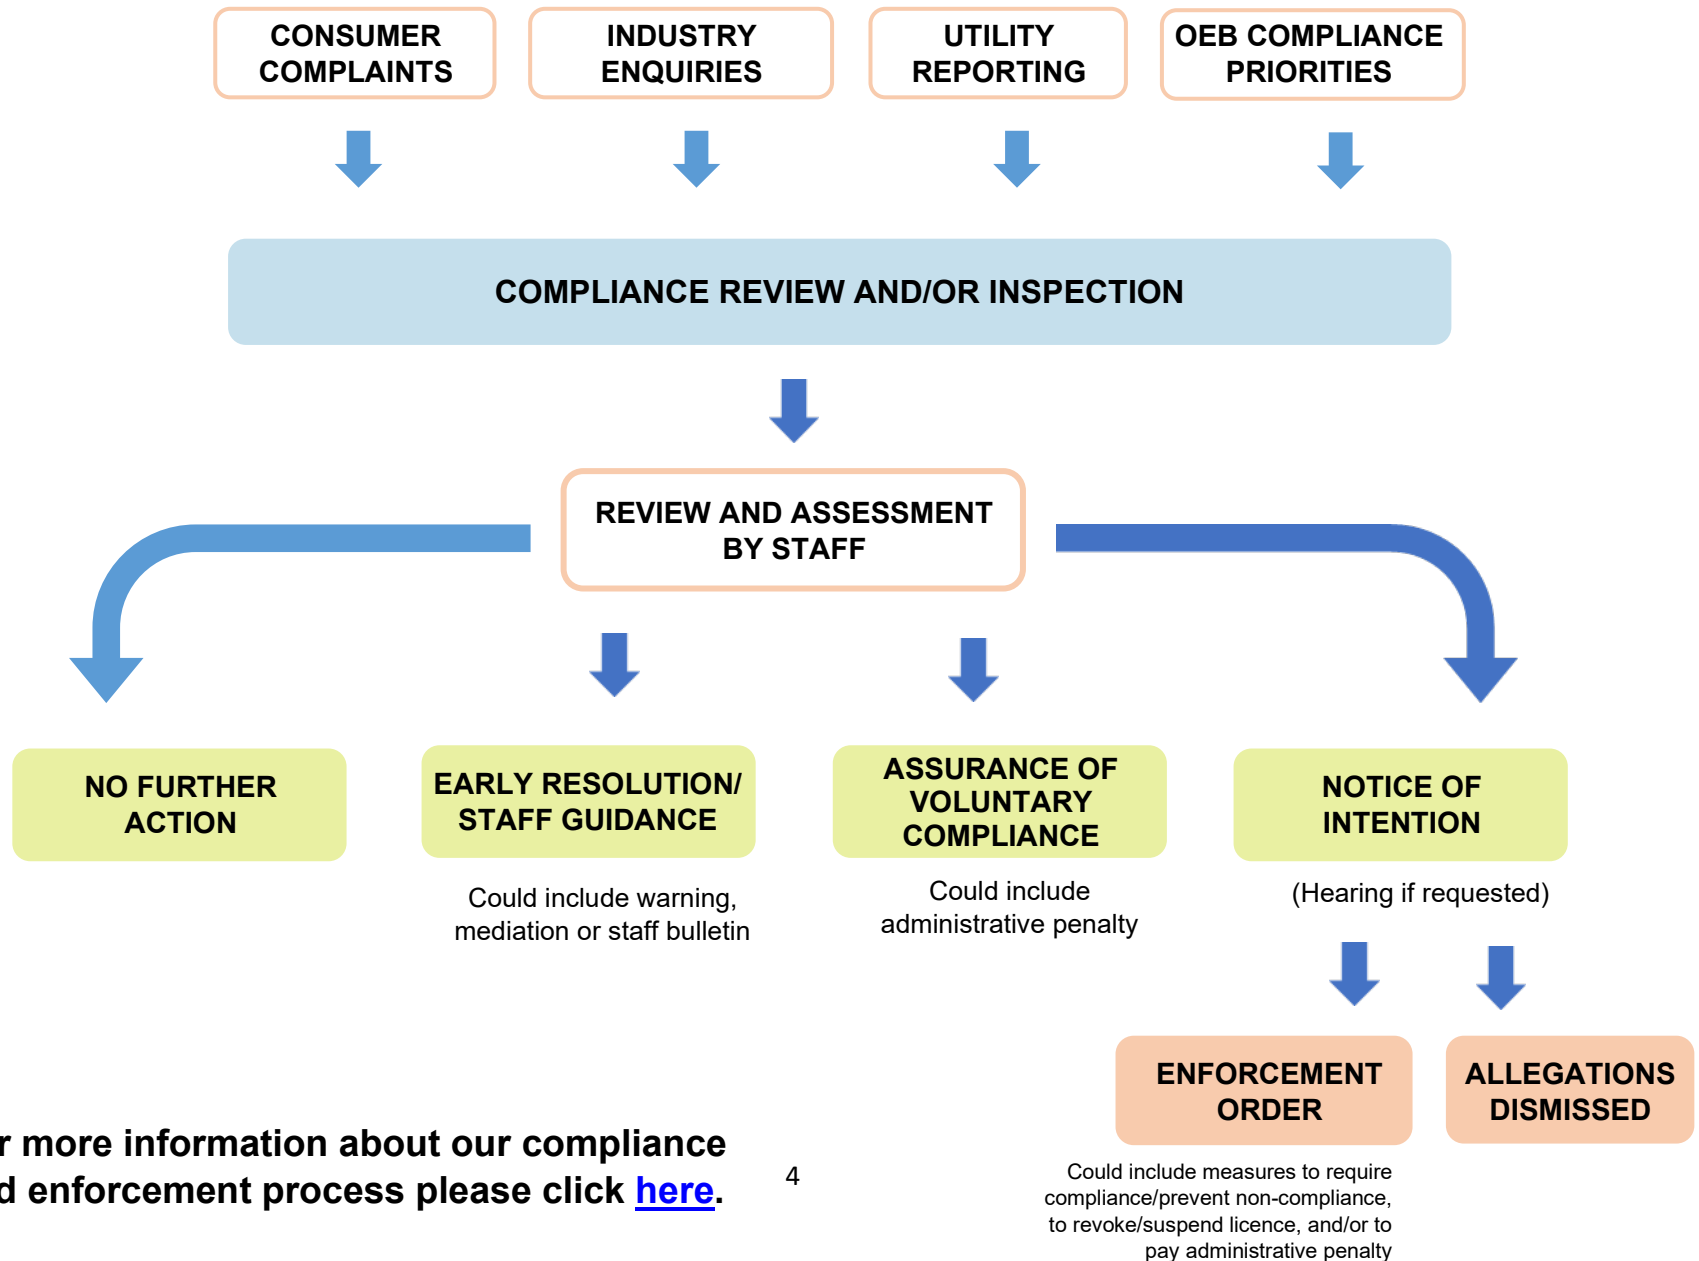 CONSUMER
COMPLAINTS
INDUSTRY
ENQUIRIES
UTILITY
REPORTING
OEB COMPLIANCE
PRIORITIES
COMPLIANCE REVIEW AND/OR INSPECTION
REVIEW AND ASSESSMENT
BY STAFF
NO FURTHER
ACTION
EARLY RESOLUTION/
STAFF GUIDANCE
Could include warning,
mediation or staff bulletin
ASSURANCE OF
VOLUNTARY
COMPLIANCE
Could include
administrative penalty
NOTICE OF
INTENTION
(Hearing if requested)
ENFORCEMENT
ORDER
Could include measures to require
compliance/prevent non-compliance,
to revoke/suspend licence, and/or to
pay administrative penalty
ALLEGATIONS
DISMISSED
r more information about our compliance
d enforcement process please click here.
4